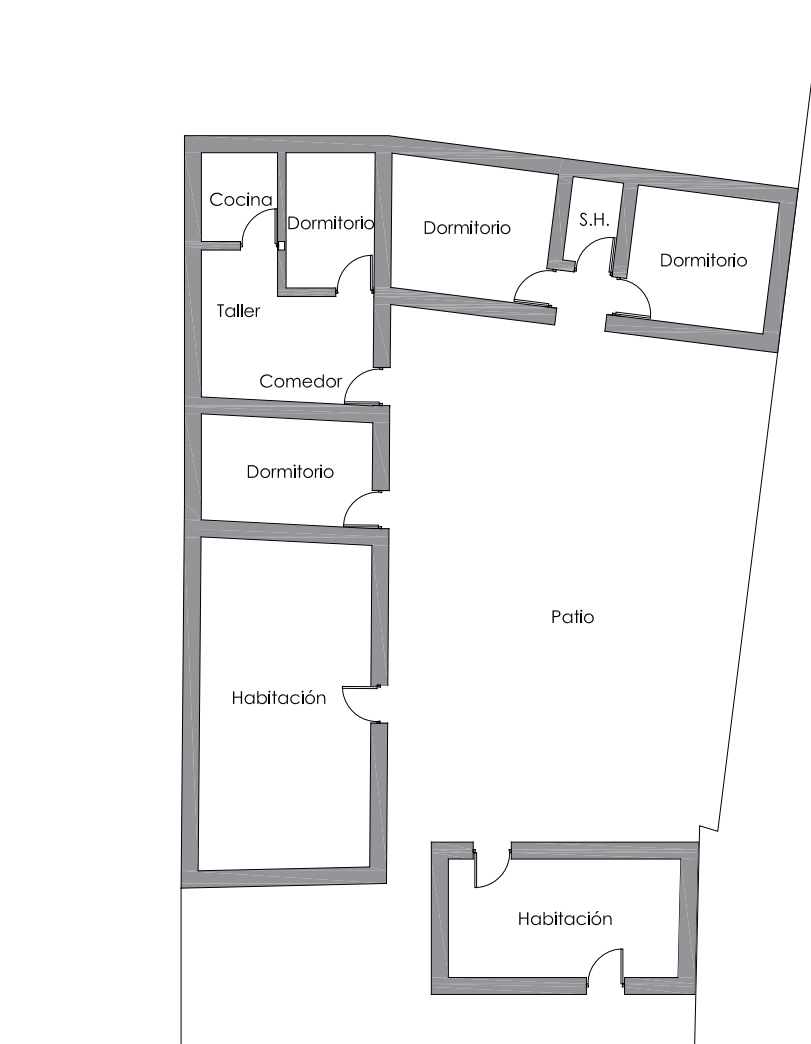 Cocina
Dormitorio
Dormitorio
S.H.
Dormitorio
Taller
Comedor
Dormitorio
Patio
Habitación
Habitación